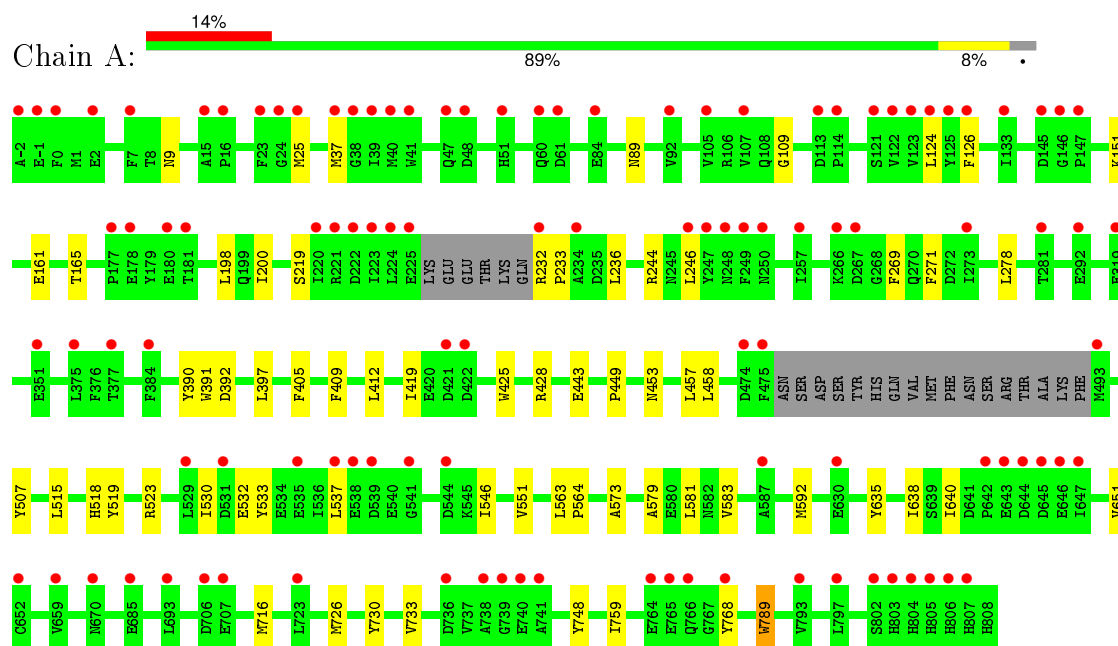 14%
Chain A:
89% 8%
A-2 E-1 F0 M1 E2 F7 T8 N9 A15 P16 F23 G24 M25 M37 G38 I39 M40 M41 Q47 D48 H51 Q60 D61 E84 N89 V92 V105 R106 V107 Q108 G109 D113 P114 S121 V122 V123 L124 Y125 F126 I133 D145 G146 P147 K151
E161 T165 P177 E178 Y179 E180 T181 L198 Q199 I200 S219 I220 R221 D222 I223 L224 E225 LYS GLU GLU THR LYS GLN R232 P233 A234 D235 L236 R244 N245 L246 Y247 N248 F249 N250 I257 K266 D267 G268 F269 Q270 F271 D272 I273 L278 T281 E292
E351 L375 F376 T377 F384 Y390 W391 D392 L397 F405 F409 L412 I419 E420 D421 D422 W425 R428 E443 P449 N453 L457 L458 D474 F475 ASN SER ASP SER TYR HIS GLN VAL MET PHE ASN SER ARG THR ALA LYS PHE M493
Y507 L515 H518 Y519 R523 L529 I530 D531 E532 Y533 E534 E535 I536 L537 E538 D539 E540 G541 D544 K545 I546 V551 L563 P564 A573 A579 E580 L581 N582 V583 A587 M592 E630 Y635 I638 S639 I640 D641 P642 E643 D644 D645 E646 I647 V651
C652 V659 N670 E685 L693 D706 E707 M716 L723 M726 Y730 V733 D736 V737 A738 G739 E740 A741 Y748 I759 E764 E765 Q766 G767 Y768 W789 V793 L797 S802 H803 H804 H805 H806 H807 H808